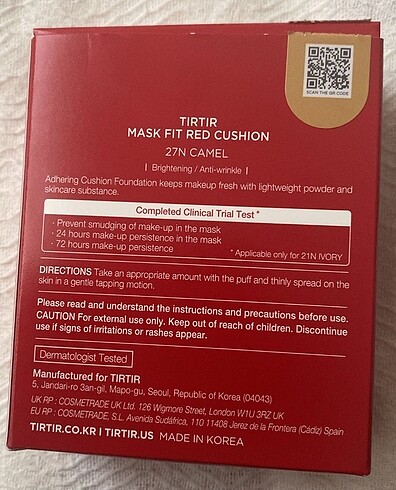 SCAN THE QR CODE
TIRTIR
MASK FIT RED CUSHION
27N CAMEL
| Brightening / Anti-wrinkle |
Adhering Cushion Foundation keeps makeup fresh with lightweight powder and
skincare substance.
Completed Clinical Trial Test *
· Prevent smudging of make-up in the mask
· 24 hours make-up persistence in the mask
· 72 hours make-up persistence
* Applicable only for 21N IVORY
DIRECTIONS Take an appropriate amount with the puff and thinly spread on the
skin in a gentle tapping motion.
Please read and understand the instructions and precautions before use.
CAUTION For external use only. Keep out of reach of children. Discontinue
use if signs of irritations or rashes appear.
Dermatologist Tested
Manufactured for TIRTIR
5, Jandari-ro 3an-gil, Mapo-gu, Seoul, Republic of Korea (04043)
UK RP : COSMETRADE UK Ltd. 126 Wigmore Street, London W1U 3RZ UK
EU RP : COSMETRADE, S.L. Avenida Sudáfrica, 110 11408 Jerez de la Frontera (Cádiz) Spain
TIRTIR.CO.KR | TIRTIR.US MADE IN KOREA